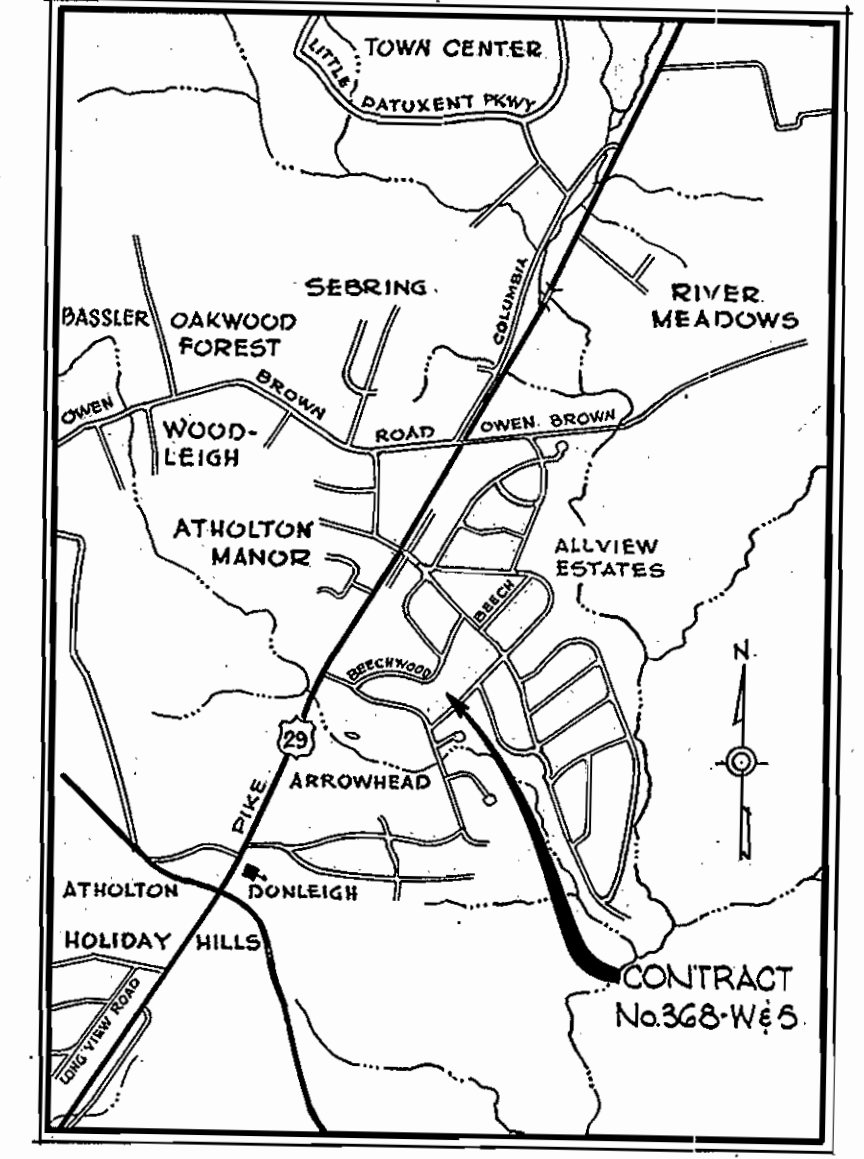 TOWN CENTER
LITTLE
PATUXENT PKWY
COLUMBIA
SEBRING
RIVER
MEADOWS
BASSLER
OAKWOOD
FOREST
OWEN
BROWN
ROAD
OWEN BROWN
WOOD-
LEIGH
ATHOLTON
MANOR
ALLVIEW
ESTATES
BEECH
BEECHWOOD
N
29
PIKE
ARROWHEAD
ATHOLTON
DONLEIGH
HOLIDAY HILLS
LONG VIEW ROAD
CONTRACT
No. 368-W&S